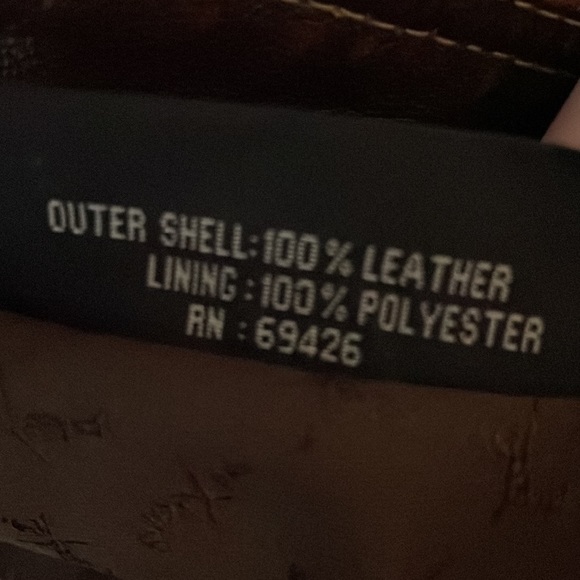 OUTER SHELL:100% LEATHER
LINING:100% POLYESTER
RN:69426